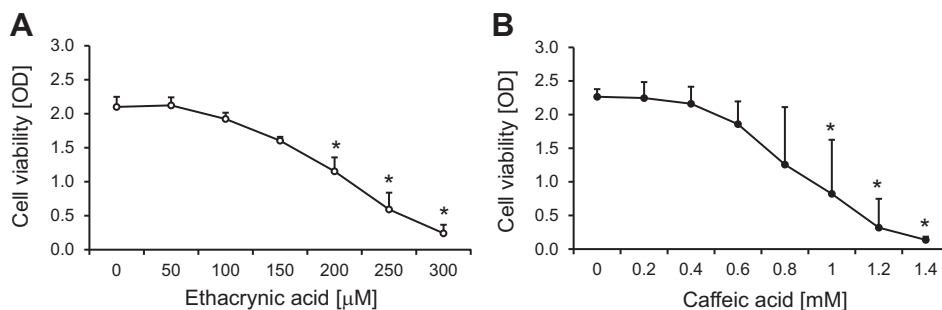 A
Cell viability [OD]
3.0
2.5
2.0
1.5
1.0
0.5
0.0
* * *
0 50 100 150 200 250 300
Ethacrynic acid [μM]
B
Cell viability [OD]
3.0
2.5
2.0
1.5
1.0
0.5
0.0
* * *
0 0.2 0.4 0.6 0.8 1 1.2 1.4
Caffeic acid [mM]